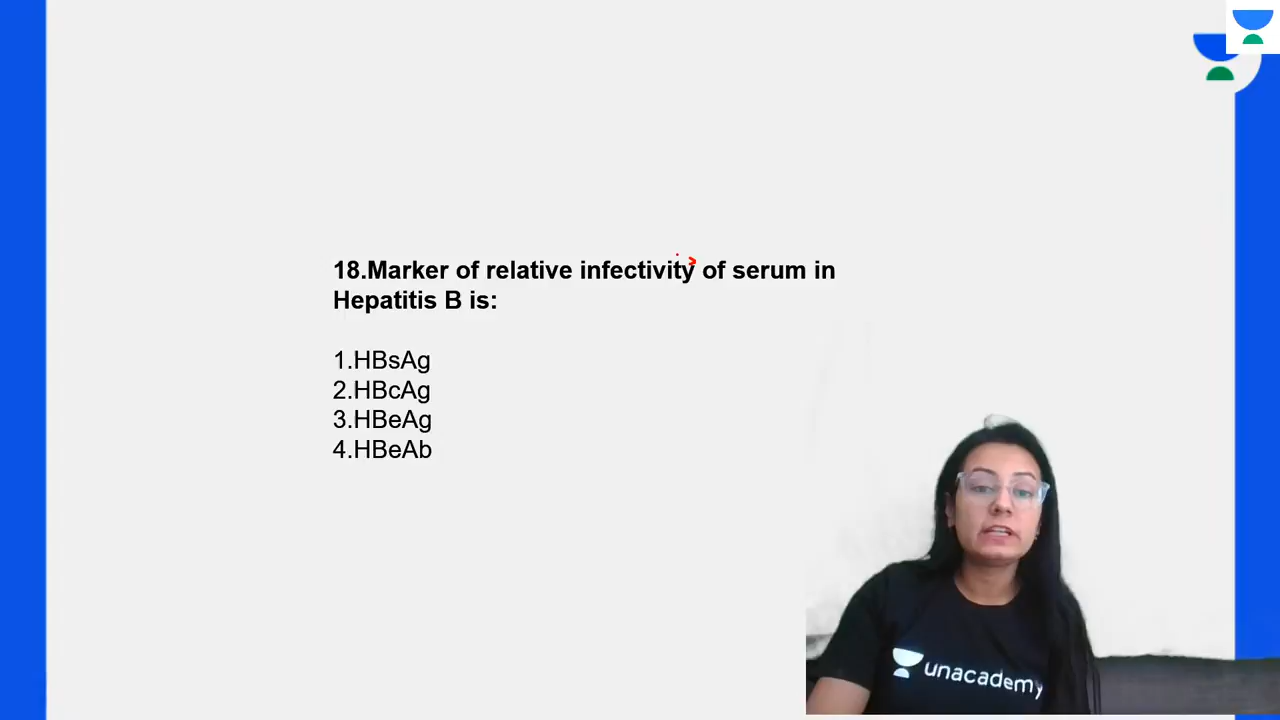 18.Marker of relative infectivity of serum in
Hepatitis B is:
1.HBsAg
2.HBcAg
3.HBeAg
4.HBeAb
unacademy